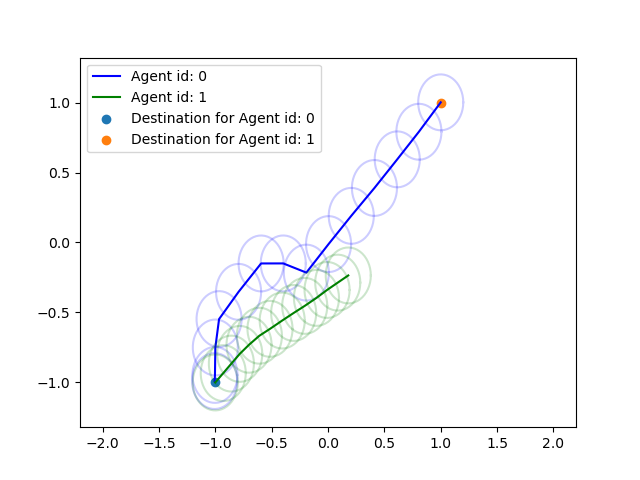 Agent id: 0
Agent id: 1
Destination for Agent id: 0
Destination for Agent id: 1
1.0
0.5
0.0
−0.5
−1.0
−2.0 −1.5 −1.0 −0.5 0.0 0.5 1.0 1.5 2.0